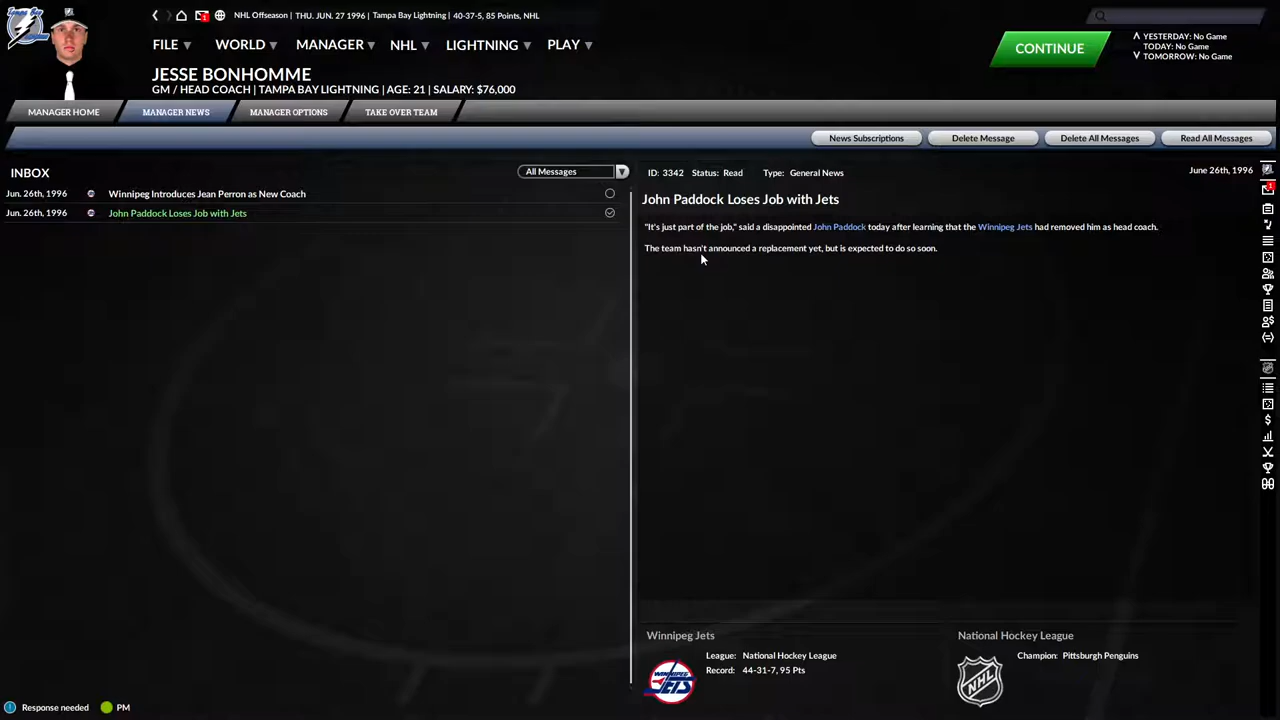 NHL Offseason | THU. JUN. 27 1996 | Tampa Bay Lightning | 40-37-5, 85 Points, NHL
FILE WORLD MANAGER NHL LIGHTNING PLAY
CONTINUE
YESTERDAY: No Game
TODAY: No Game
TOMORROW: No Game
JESSE BONHOMME
GM / HEAD COACH | TAMPA BAY LIGHTNING | AGE: 21 | SALARY: $76,000
MANAGER HOME MANAGER NEWS MANAGER OPTIONS TAKE OVER TEAM
News Subscriptions Delete Message Delete All Messages Read All Messages
INBOX
All Messages
Jun. 26th, 1996 Winnipeg Introduces Jean Perron as New Coach
Jun. 26th, 1996 John Paddock Loses Job with Jets
ID: 3342 Status: Read Type: General News June 26th, 1996
John Paddock Loses Job with Jets
"It's just part of the job," said a disappointed John Paddock today after learning that the Winnipeg Jets had removed him as head coach.
The team hasn't announced a replacement yet, but is expected to do so soon.
Winnipeg Jets
League: National Hockey League
Record: 44-31-7, 95 Pts
JETS
National Hockey League
Champion: Pittsburgh Penguins
NHL
Response needed PM